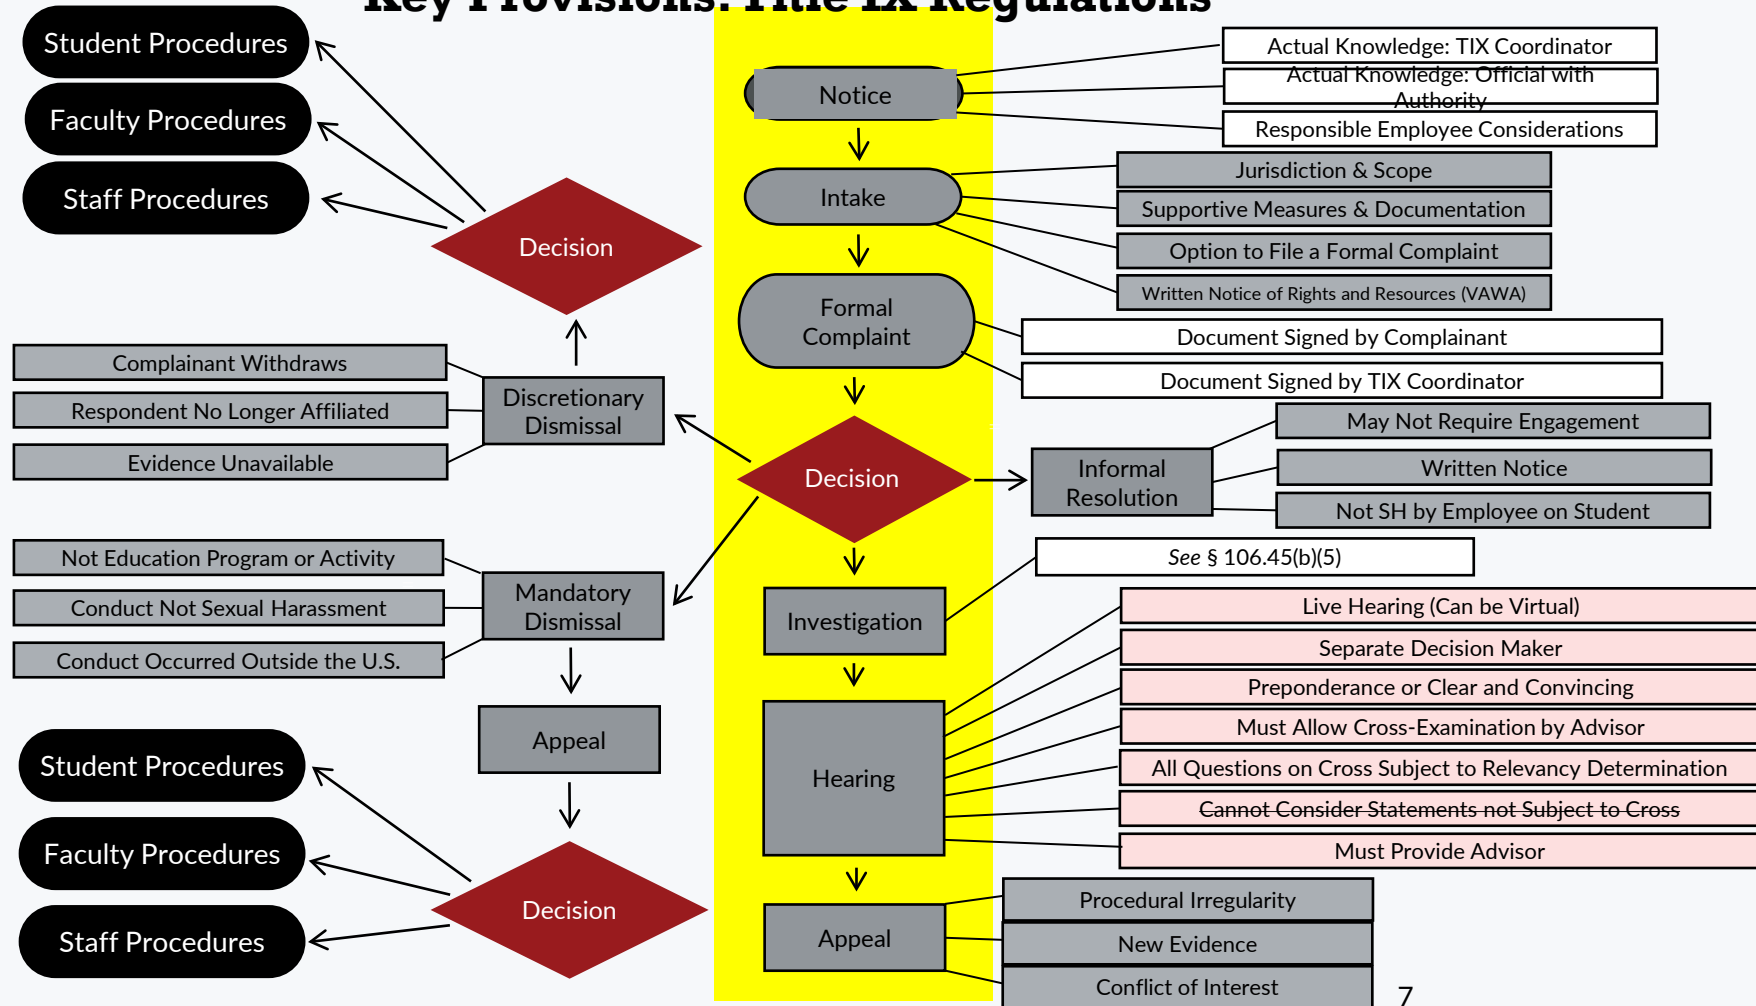 Key Provisions: Title IX Regulations
Student Procedures
Faculty Procedures
Staff Procedures
Decision
Complainant Withdraws
Respondent No Longer Affiliated
Evidence Unavailable
Discretionary
Dismissal
Not Education Program or Activity
Conduct Not Sexual Harassment
Conduct Occurred Outside the U.S.
Mandatory
Dismissal
Appeal
Student Procedures
Faculty Procedures
Staff Procedures
Decision
Notice
Intake
Formal
Complaint
Decision
Investigation
Hearing
Appeal
Actual Knowledge: TIX Coordinator
Actual Knowledge: Official with
Authority
Responsible Employee Considerations
Jurisdiction & Scope
Supportive Measures & Documentation
Option to File a Formal Complaint
Written Notice of Rights and Resources (VAWA)
Document Signed by Complainant
Document Signed by TIX Coordinator
Informal
Resolution
May Not Require Engagement
Written Notice
Not SH by Employee on Student
See § 106.45(b)(5)
Live Hearing (Can be Virtual)
Separate Decision Maker
Preponderance or Clear and Convincing
Must Allow Cross-Examination by Advisor
All Questions on Cross Subject to Relevancy Determination
Cannot Consider Statements not Subject to Cross
Must Provide Advisor
Procedural Irregularity
New Evidence
Conflict of Interest
7